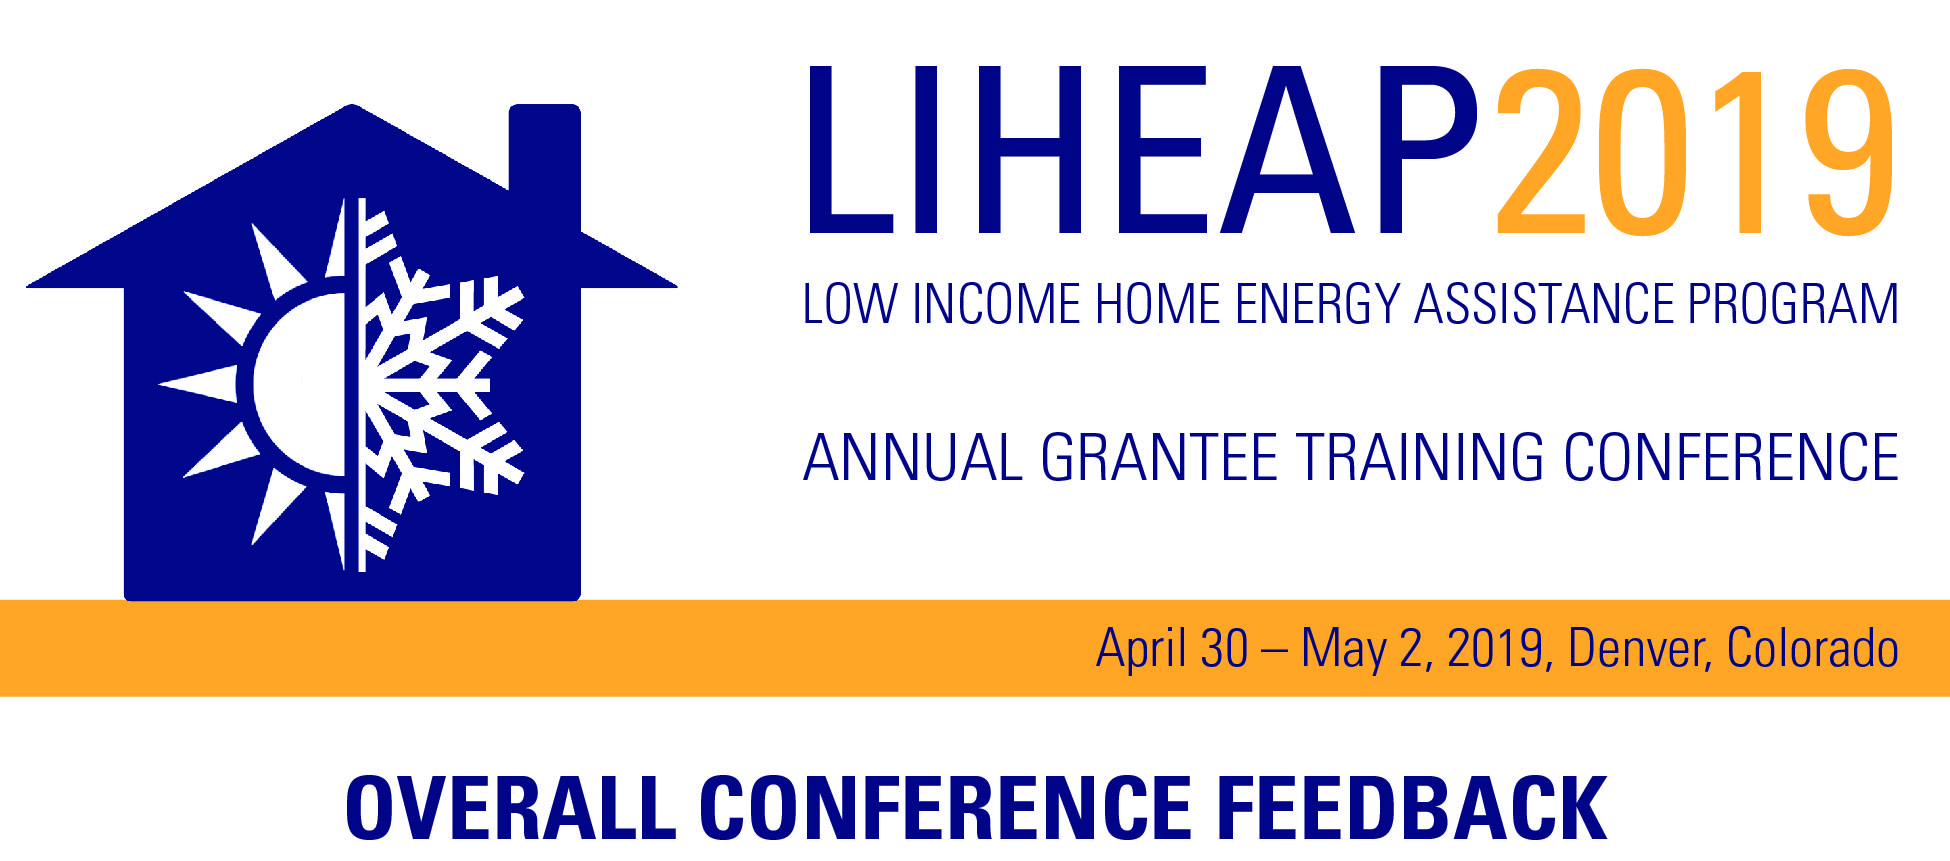 LIHEAP2019
LOW INCOME HOME ENERGY ASSISTANCE PROGRAM
ANNUAL GRANTEE TRAINING CONFERENCE
April 30 – May 2, 2019, Denver, Colorado
OVERALL CONFERENCE FEEDBACK